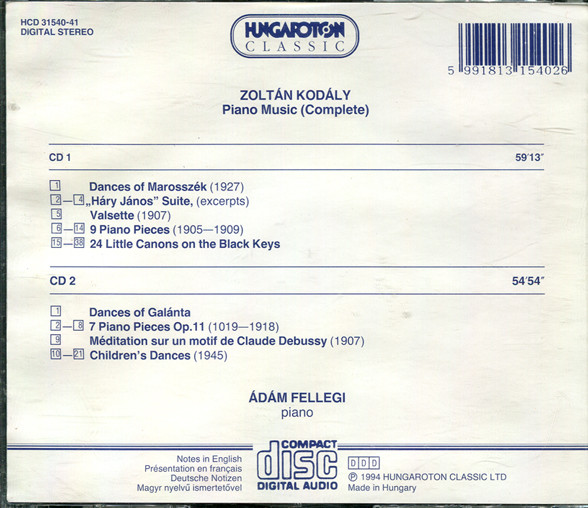 HCD 31540-41
DIGITAL STEREO
HUNGAROTON
CLASSIC
5 991813 154026
ZOLTÁN KODÁLY
Piano Music (Complete)
CD 1 59'13"
1 Dances of Marosszék (1927)
2—4 „Háry János” Suite, (excerpts)
5 Valsette (1907)
6—14 9 Piano Pieces (1905—1909)
15—38 24 Little Canons on the Black Keys
CD 2 54'54"
1 Dances of Galánta
2—8 7 Piano Pieces Op.11 (1019—1918)
9 Méditation sur un motif de Claude Debussy (1907)
10—21 Children's Dances (1945)
ÁDÁM FELLEGI
piano
Notes in English
Présentation en français
Deutsche Notizen
Magyr nyelvű ismertetővel
COMPACT
disc
DIGITAL AUDIO
DDD
℗ 1994 HUNGAROTON CLASSIC LTD
Made in Hungary